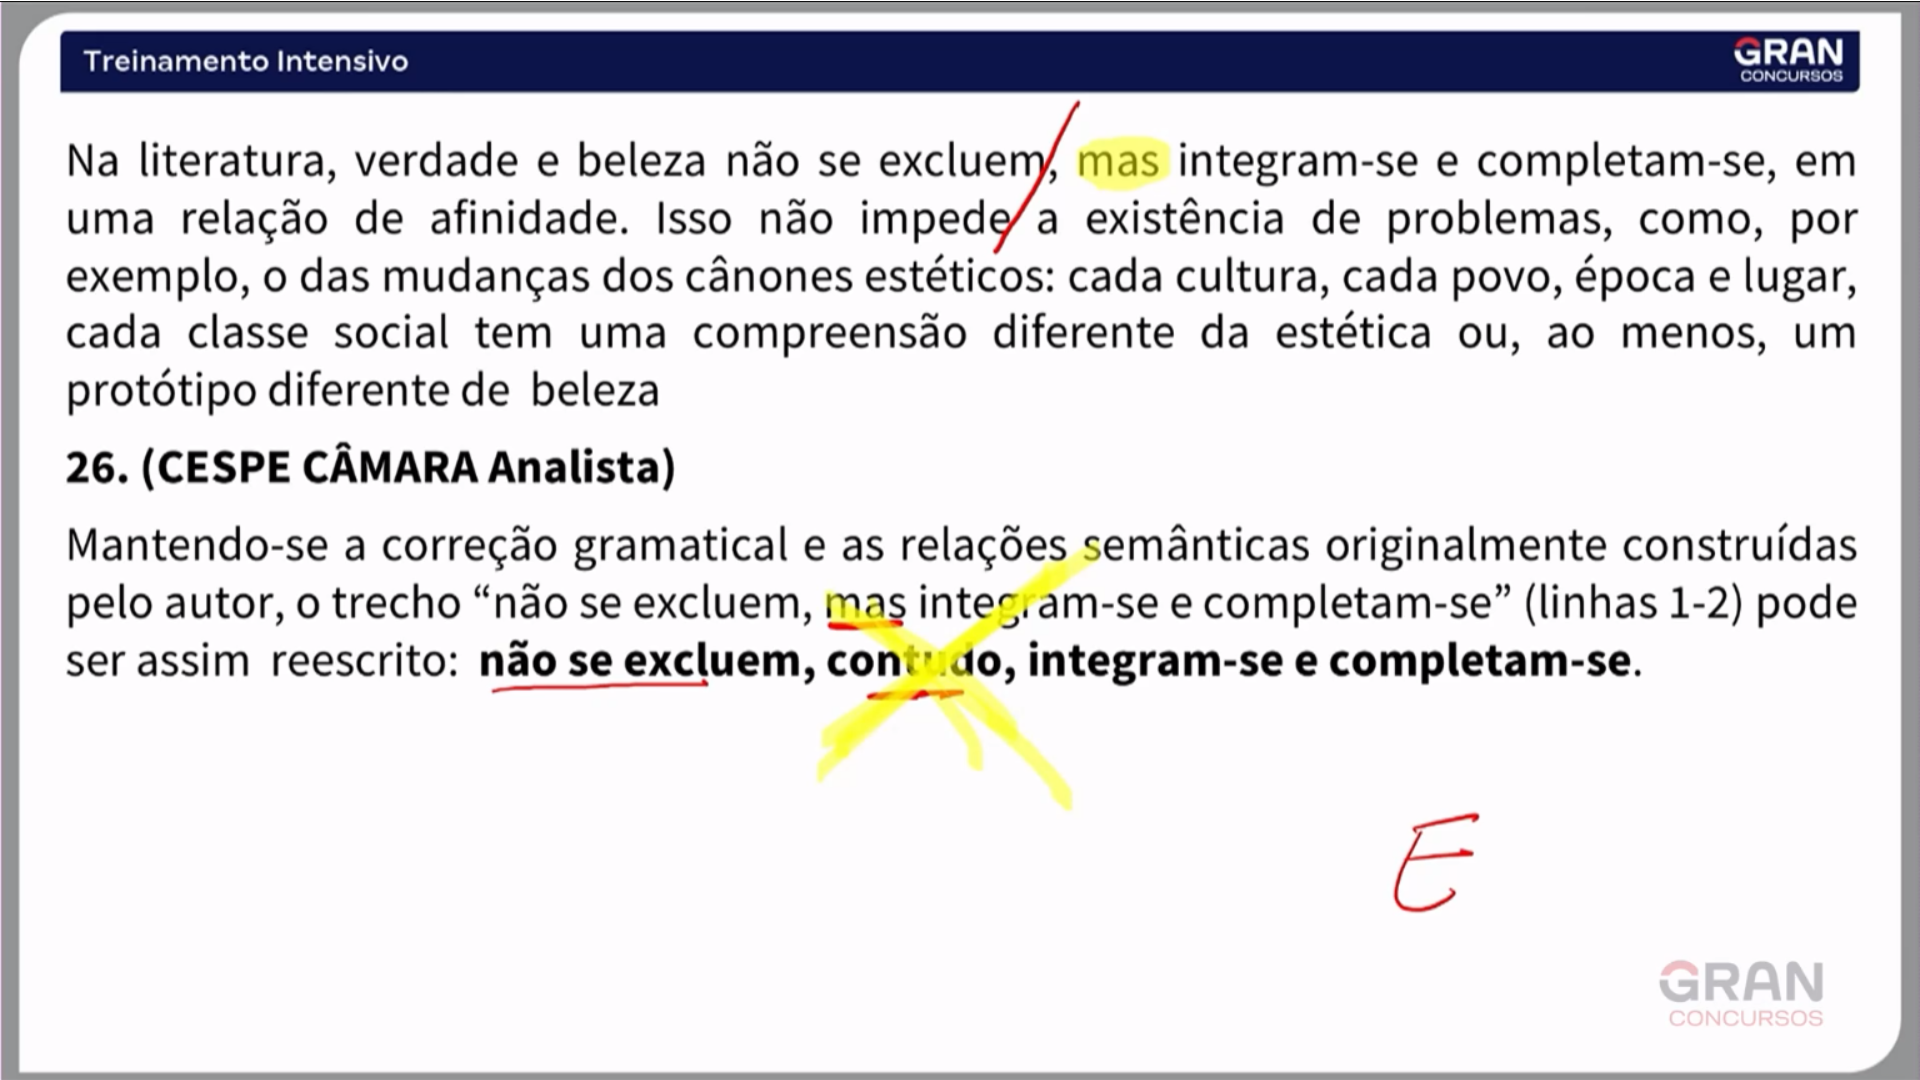 Treinamento Intensivo
GRAN
CONCURSOS
Na literatura, verdade e beleza não se excluem, mas integram-se e completam-se, em
uma relação de afinidade. Isso não impede a existência de problemas, como, por
exemplo, o das mudanças dos cânones estéticos: cada cultura, cada povo, época e lugar,
cada classe social tem uma compreensão diferente da estética ou, ao menos, um
protótipo diferente de beleza
26. (CESPE CÂMARA Analista)
Mantendo-se a correção gramatical e as relações semânticas originalmente construídas
pelo autor, o trecho “não se excluem, mas integram-se e completam-se” (linhas 1-2) pode
ser assim reescrito: não se excluem, contudo, integram-se e completam-se.
E
GRAN
CONCURSOS